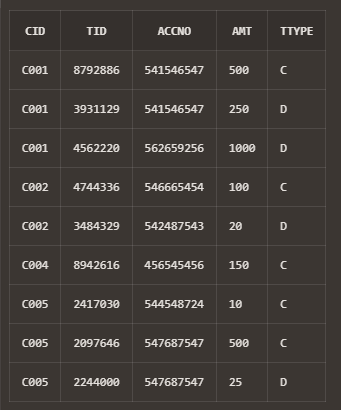 CID TID ACCNO AMT TTYPE
C001 8792886 541546547 500 C
C001 3931129 541546547 250 D
C001 4562220 562659256 1000 D
C002 4744336 546665454 100 C
C002 3484329 542487543 20 D
C004 8942616 456545456 150 C
C005 2417030 544548724 10 C
C005 2097646 547687547 500 C
C005 2244000 547687547 25 D